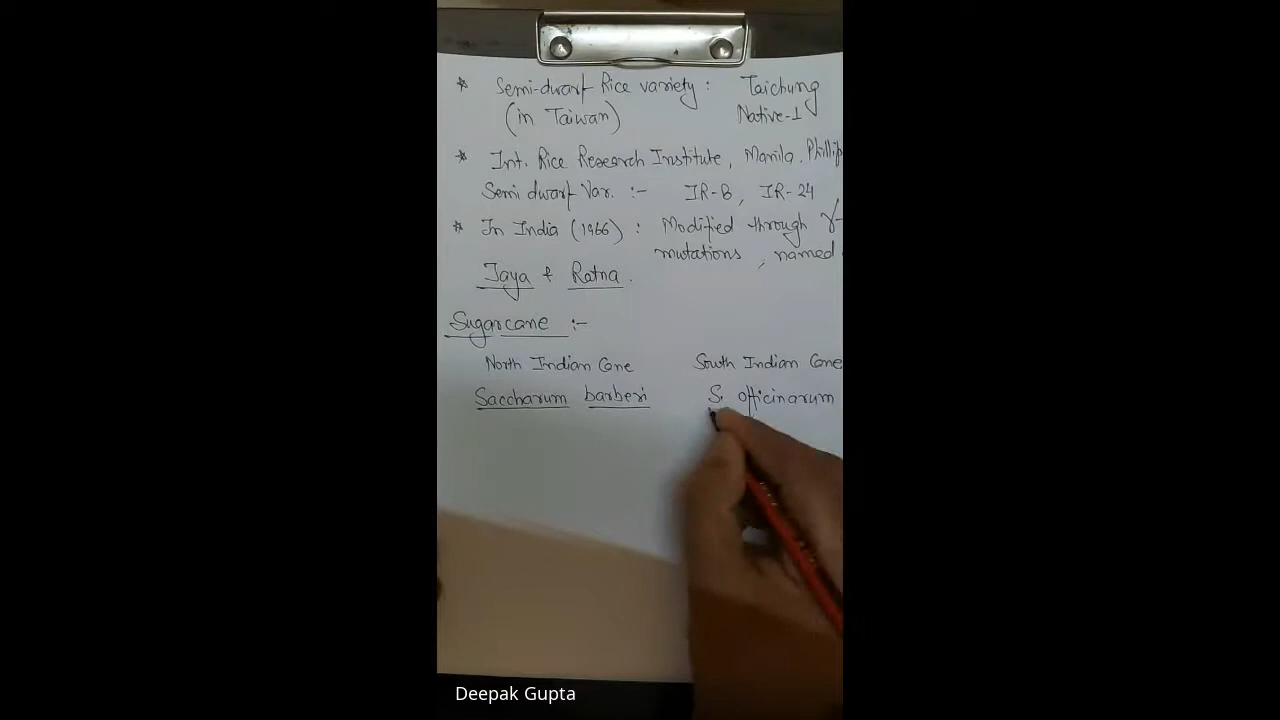 * Semi-dwarf Rice variety : Taichung
(in Taiwan) Native-1
* Int. Rice Research Institute, Manila. Phillip
Semi dwarf Var. :- IR-8, IR-24
* In India (1966) : Modified through γ-
mutations, named
Jaya & Ratna.
Sugarcane :-
North Indian Cane South Indian Cane
Saccharum barberi S. officinarum
Deepak Gupta